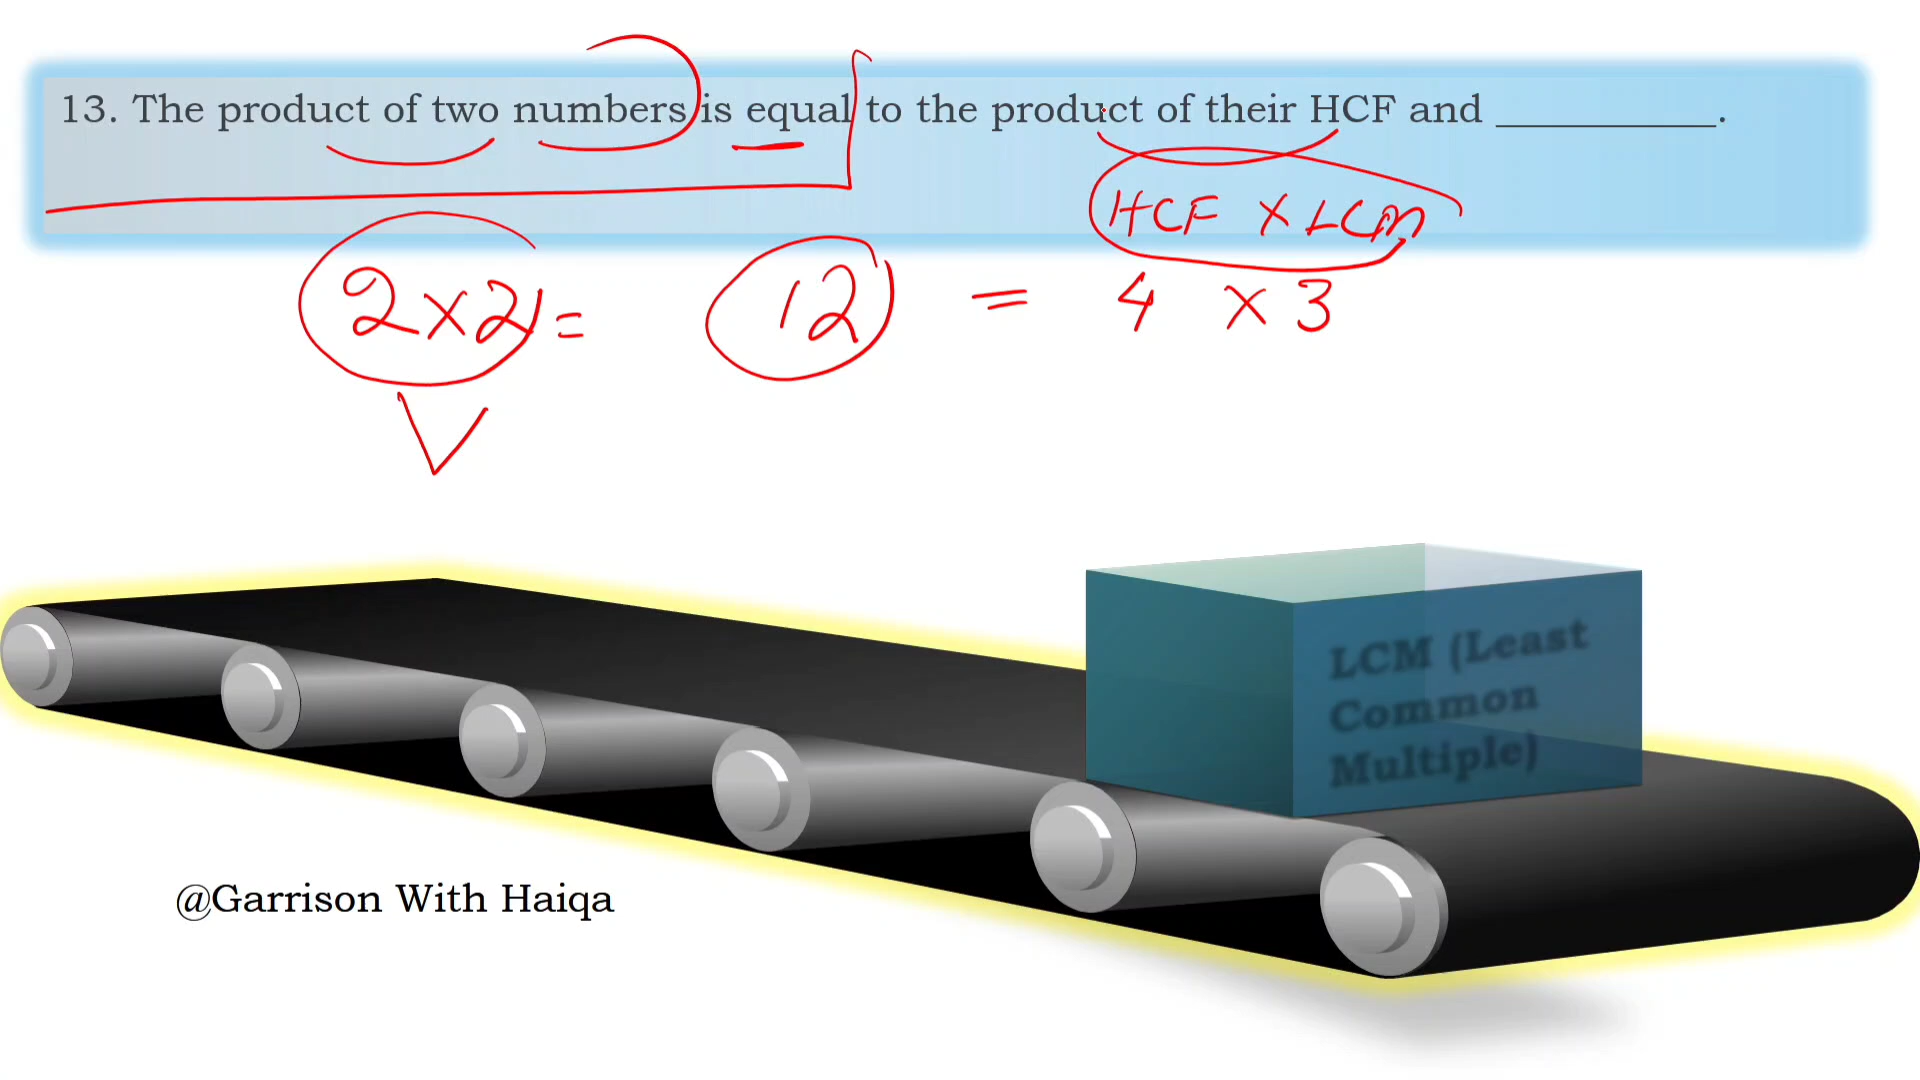 13. The product of two numbers is equal to the product of their HCF and ___________.
HCF × LCM
2×2 = 12 = 4 × 3
LCM (Least
Common
Multiple)
@Garrison With Haiqa